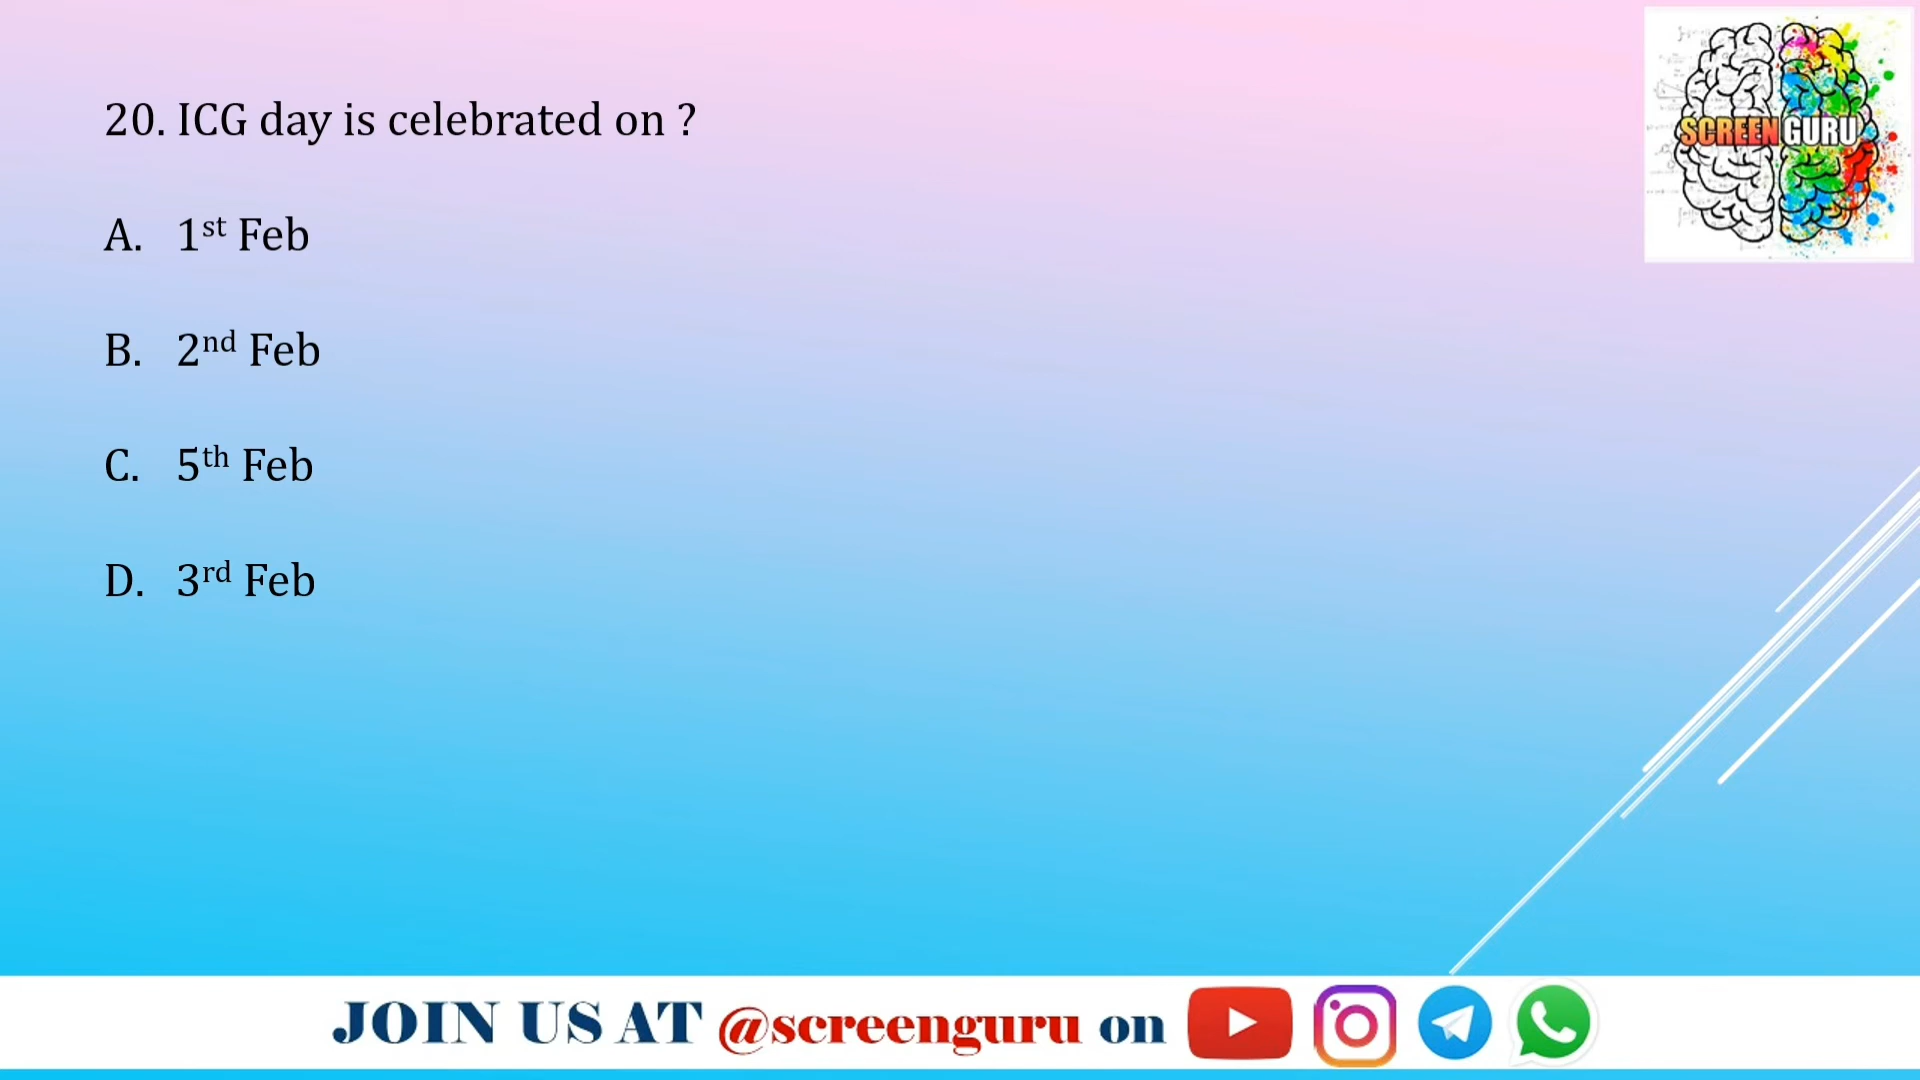 20. ICG day is celebrated on ?
A. 1st Feb
B. 2nd Feb
C. 5th Feb
D. 3rd Feb
SCREEN GURU
JOIN US AT @screenguru on